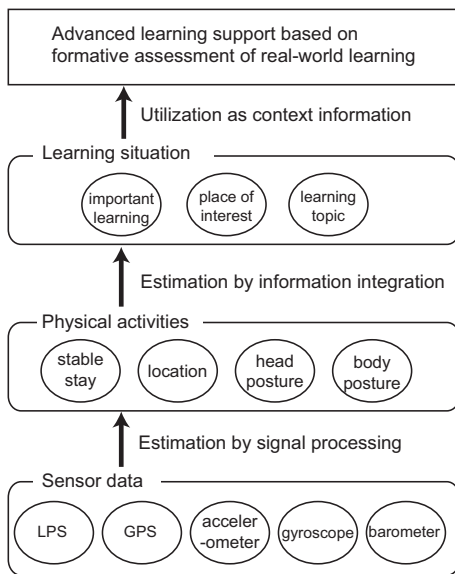 Advanced learning support based on
formative assessment of real-world learning
Utilization as context information
Learning situation
important
learning
place of
interest
learning
topic
Estimation by information integration
Physical activities
stable
stay
location
head
posture
body
posture
Estimation by signal processing
Sensor data
LPS
GPS
acceler
-ometer
gyroscope
barometer